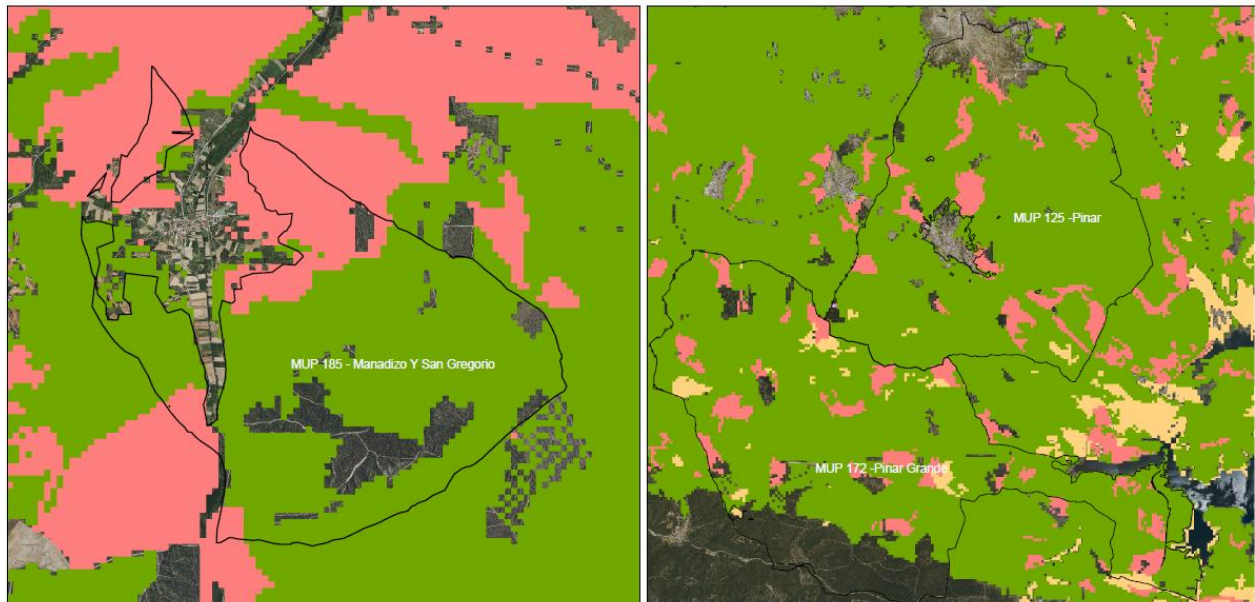 MUP 185 - Manadizo Y San Gregorio
MUP 125 -Pinar
MUP 172 -Pinar Grande